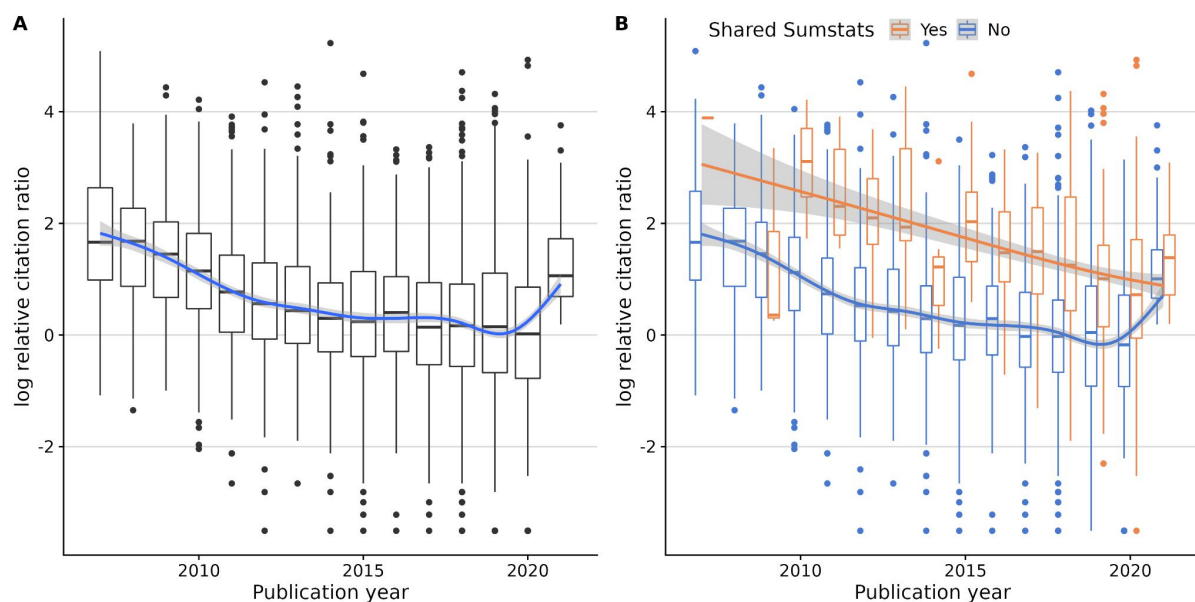 A
log relative citation ratio
4
2
0
-2
2010 2015 2020
Publication year
B Shared Sumstats Yes No
log relative citation ratio
4
2
0
-2
2010 2015 2020
Publication year